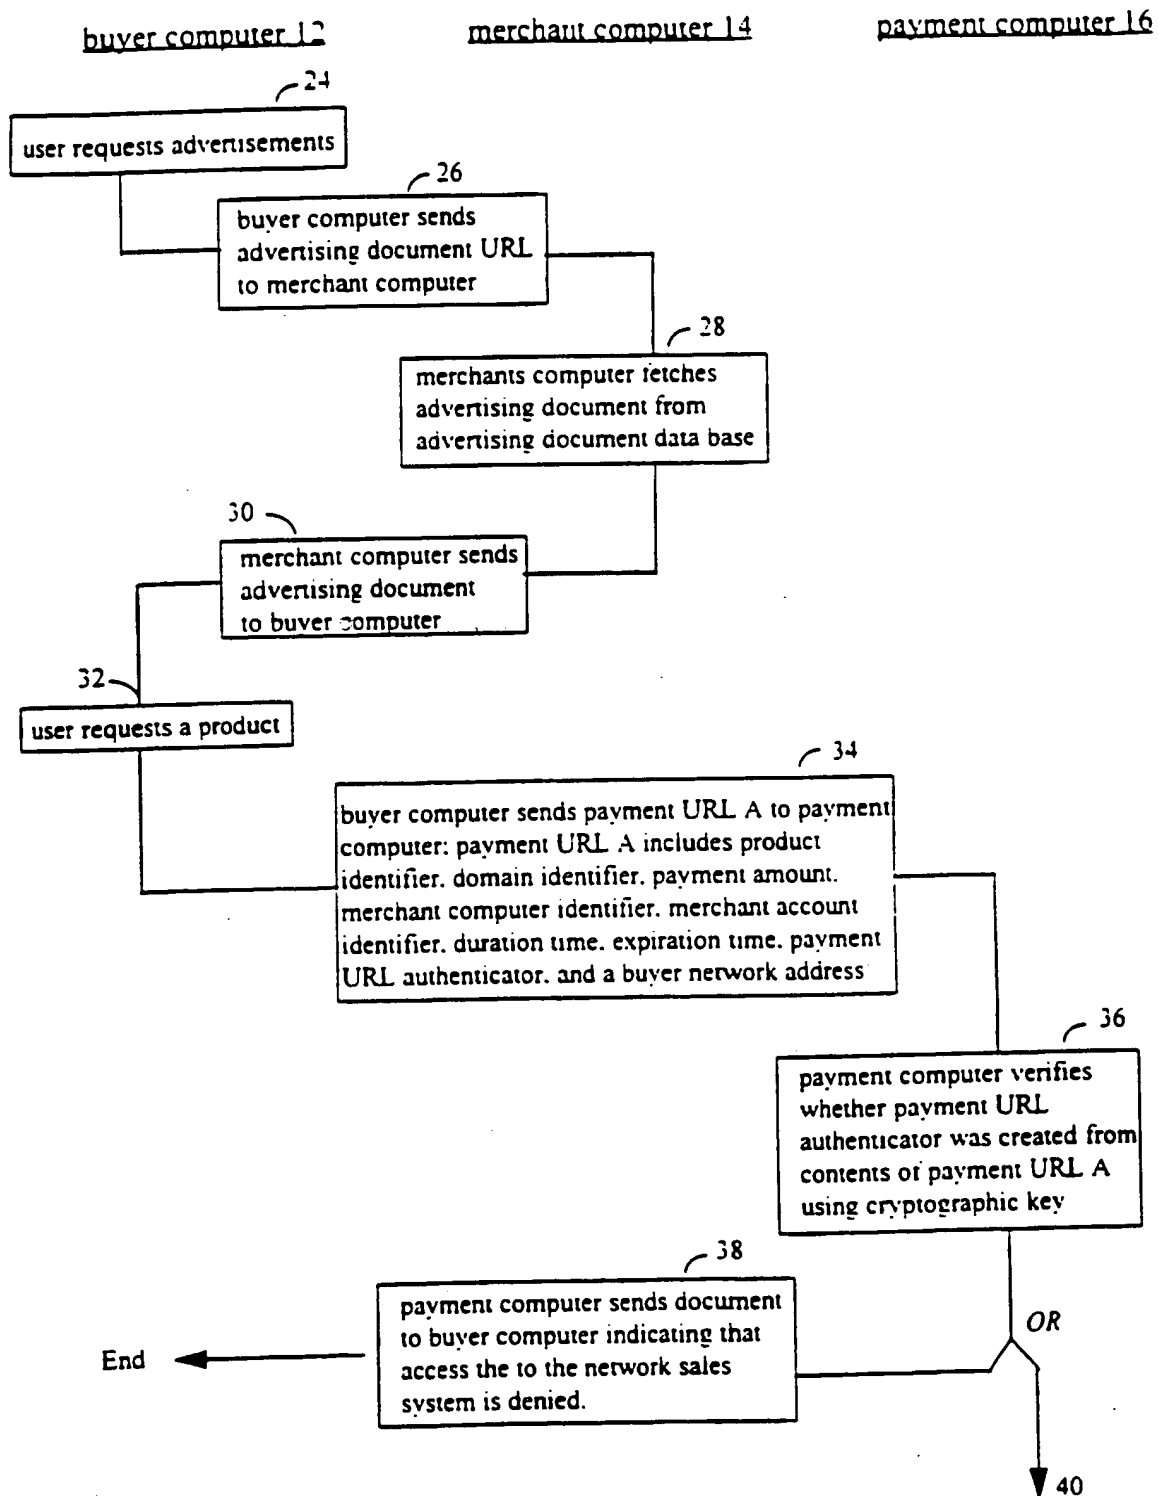 buyer computer 12
merchant computer 14
payment computer 16
24
user requests advertisements
26
buyer computer sends
advertising document URL
to merchant computer
28
merchants computer fetches
advertising document from
advertising document data base
30
merchant computer sends
advertising document
to buyer computer
32
user requests a product
34
buyer computer sends payment URL A to payment
computer: payment URL A includes product
identifier, domain identifier, payment amount,
merchant computer identifier, merchant account
identifier, duration time, expiration time, payment
URL authenticator, and a buyer network address
36
payment computer verifies
whether payment URL
authenticator was created from
contents of payment URL A
using cryptographic key
38
payment computer sends document
to buyer computer indicating that
access the to the network sales
system is denied.
End
OR
40